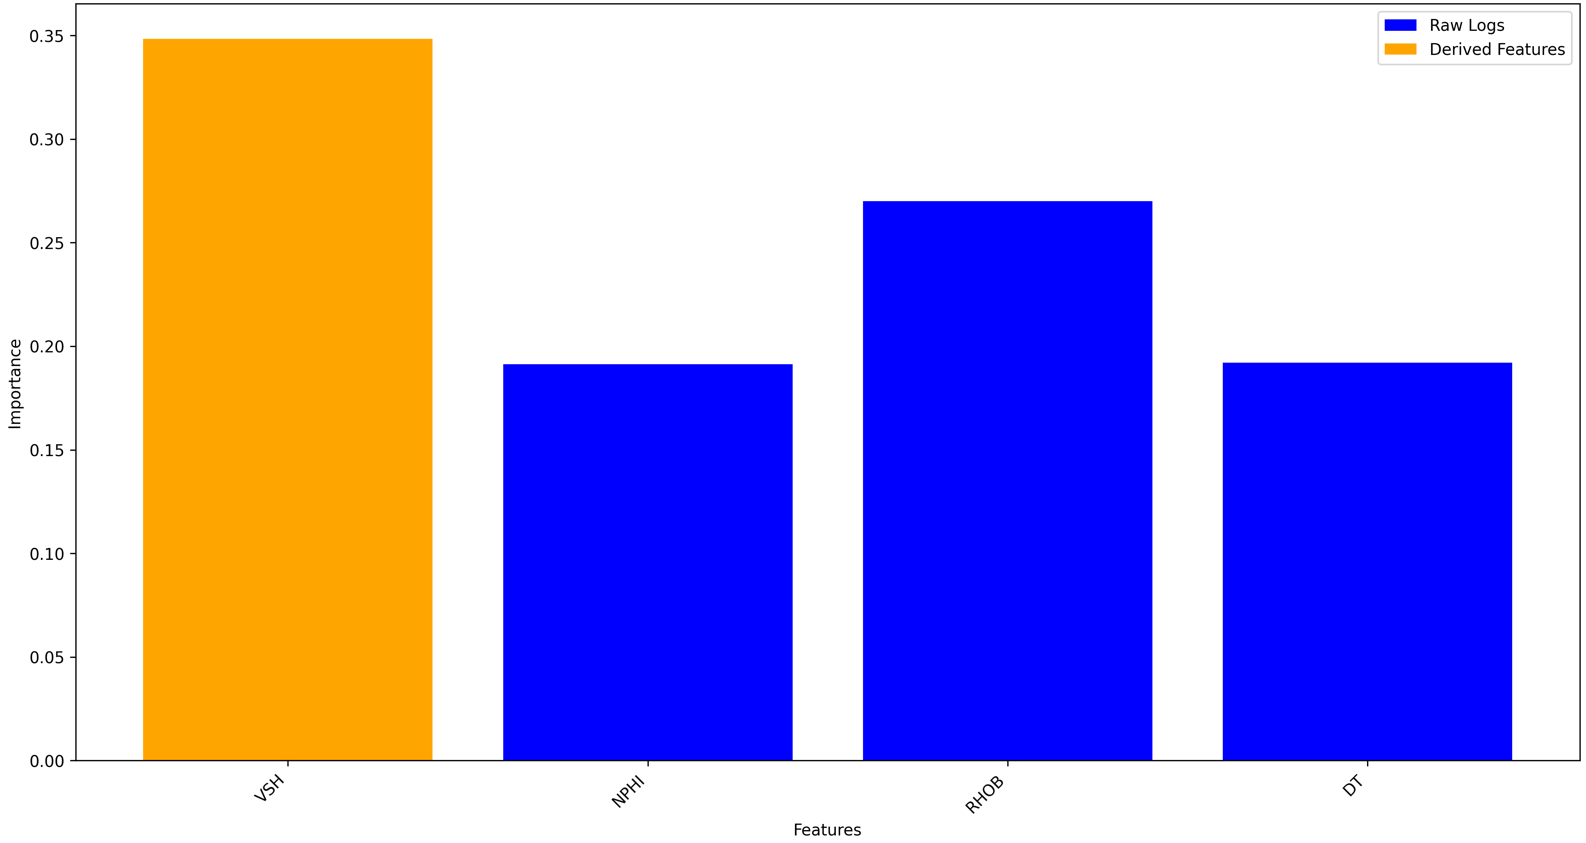 Raw Logs
Derived Features
0.35
0.30
0.25
0.20
0.15
0.10
0.05
0.00
Importance
VSH
NPHI
RHOB
DT
Features